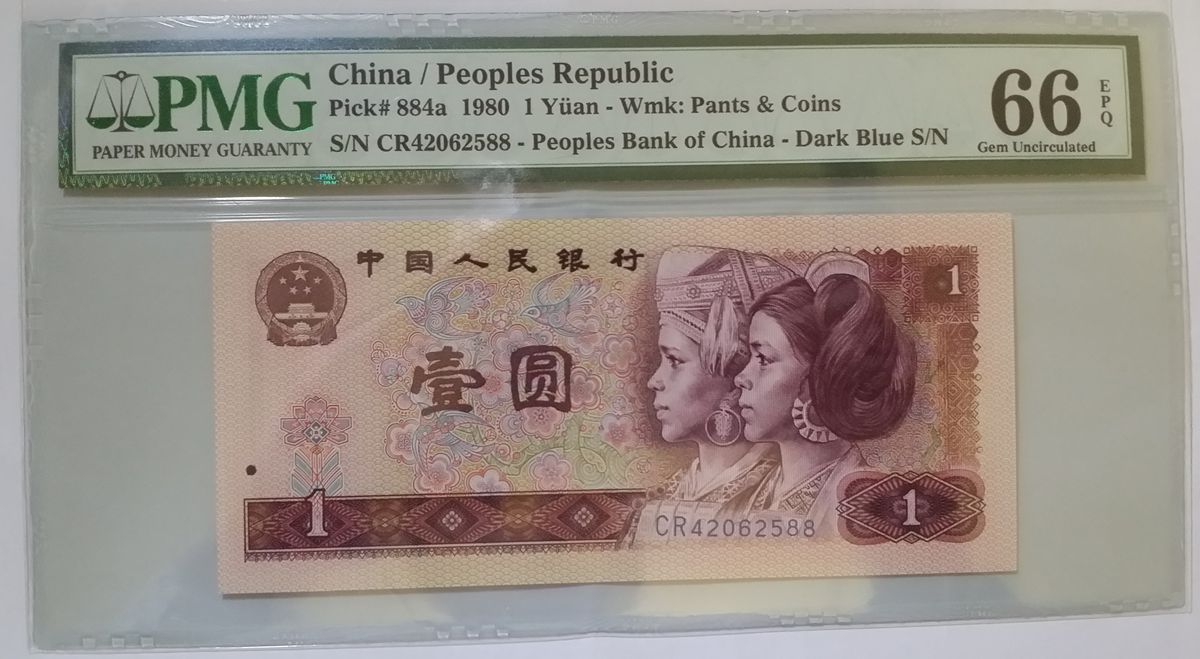 PMG
PAPER MONEY GUARANTY
China / Peoples Republic
Pick# 884a 1980 1 Yüan - Wmk: Pants & Coins
S/N CR42062588 - Peoples Bank of China - Dark Blue S/N
66
EPQ
Gem Uncirculated
中国人民银行
1
壹圆
1
CR42062588
1